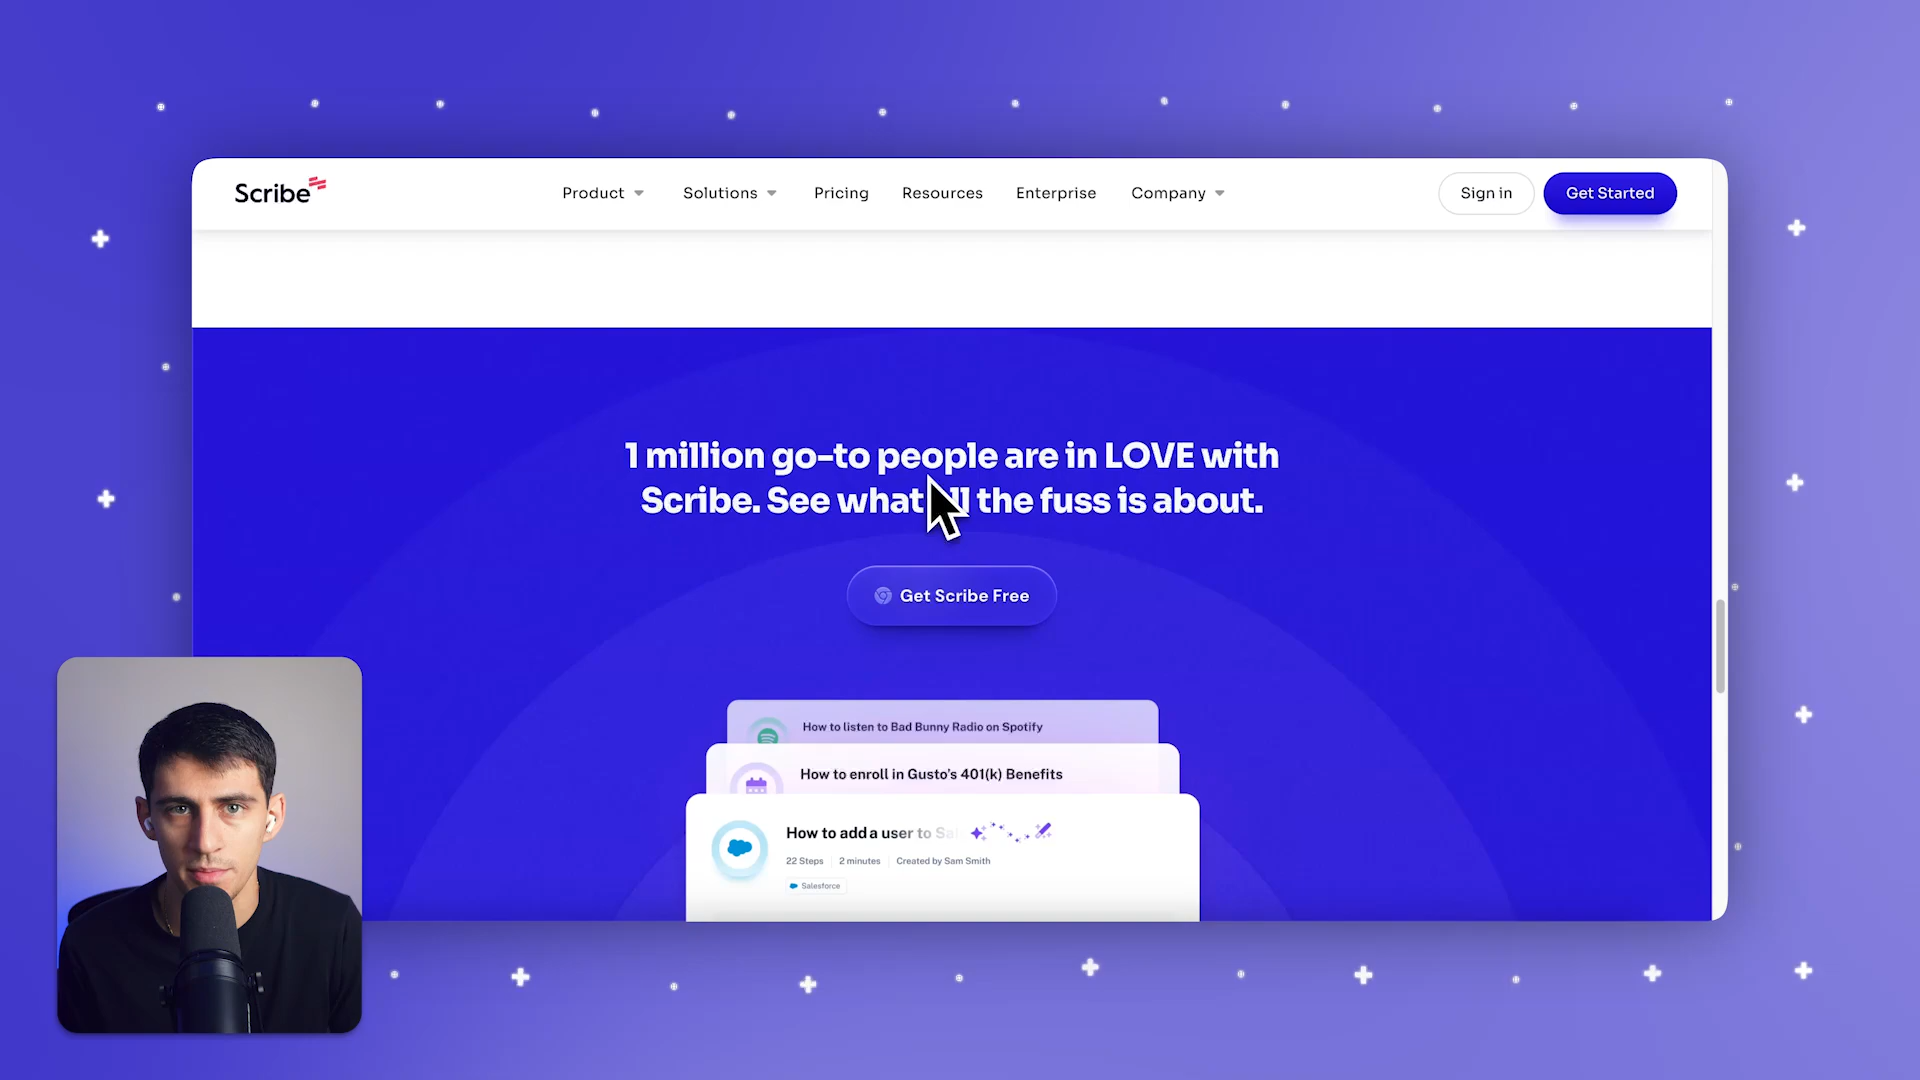 Scribe
Product
Solutions
Pricing
Resources
Enterprise
Company
Sign in
Get Started
1 million go-to people are in LOVE with
Scribe. See what the fuss is about.
Get Scribe Free
How to listen to Bad Bunny Radio on Spotify
How to enroll in Gusto's 401(k) Benefits
How to add a user to
22 Steps
2 minutes
Created by Sam Smith
Salesforce